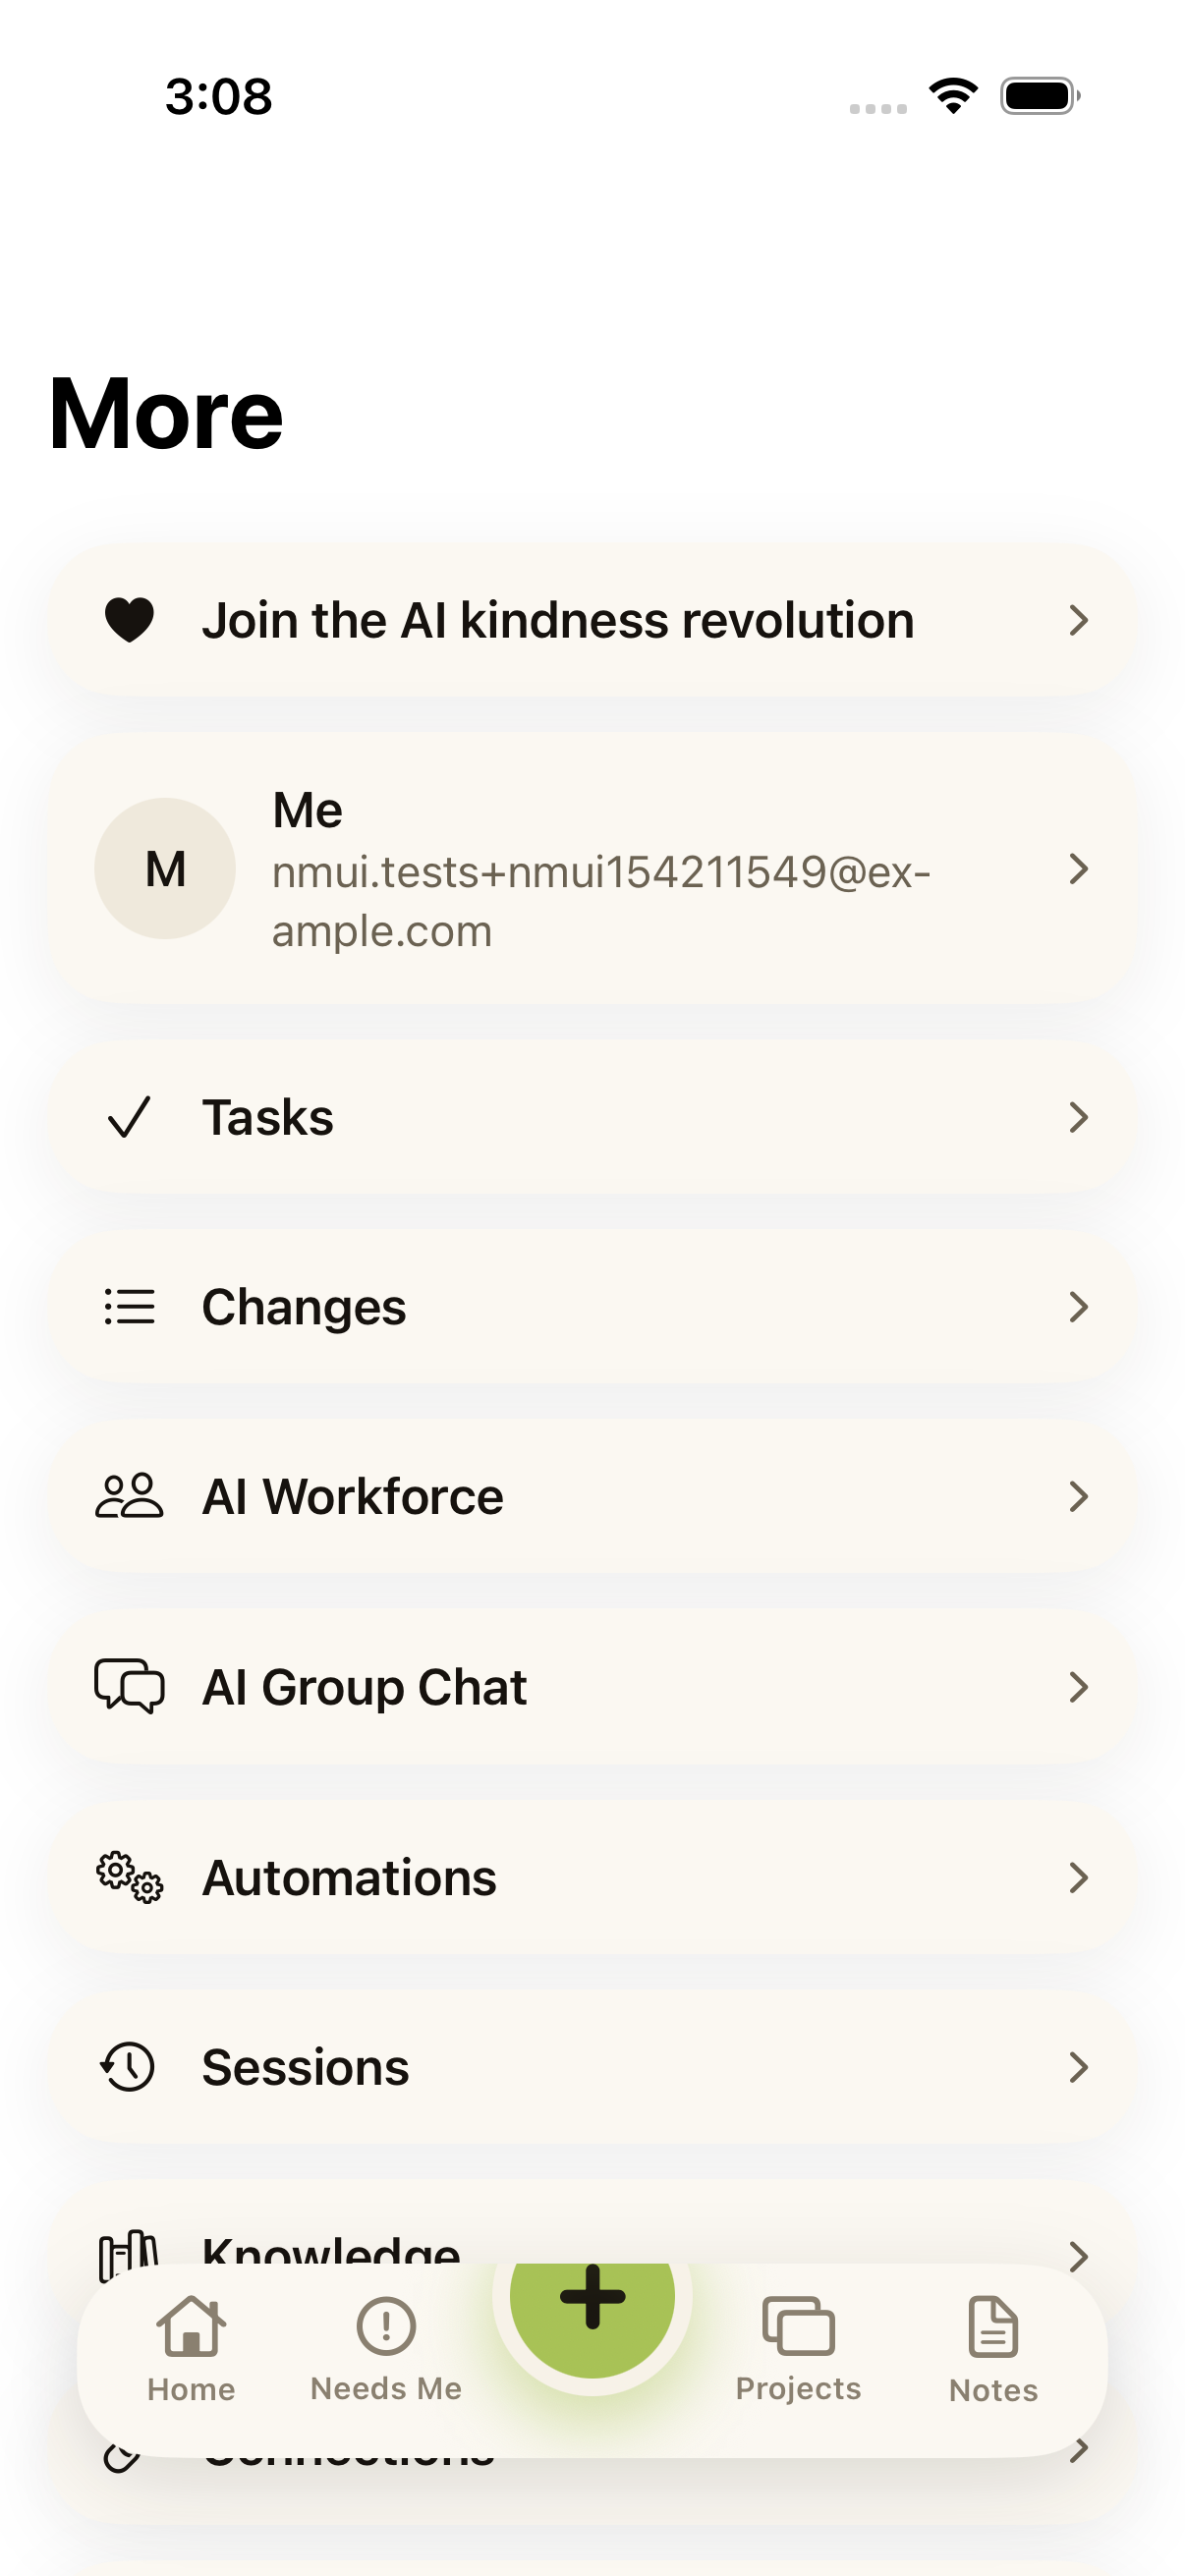 3:08
More
Join the AI kindness revolution
M
Me
nmui.tests+nmui154211549@ex-
ample.com
Tasks
Changes
AI Workforce
AI Group Chat
Automations
Sessions
Knowledge
Home
Needs Me
Projects
Notes
Connections